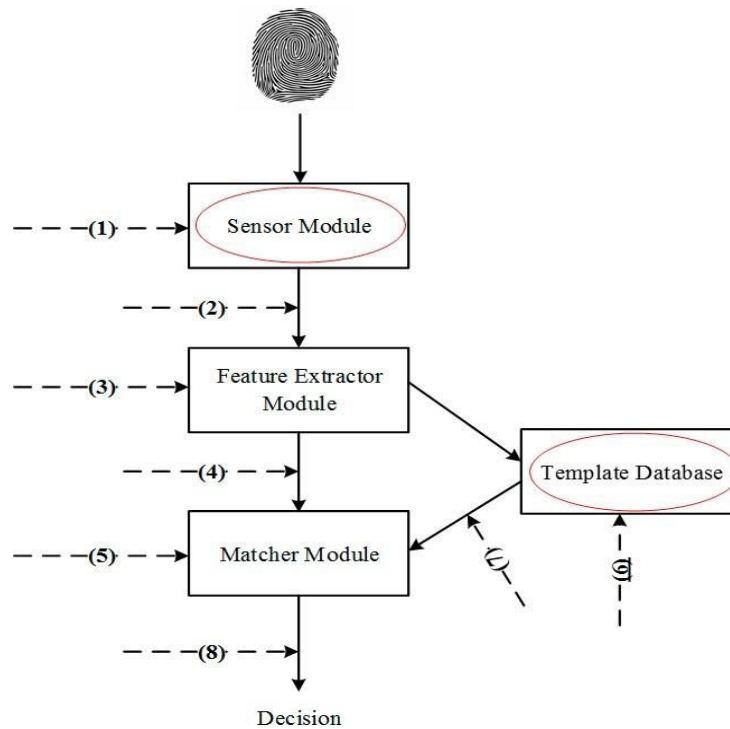 (1)
Sensor Module
(2)
(3)
Feature Extractor
Module
(4)
Template Database
(5)
Matcher Module
(7)
(6)
(8)
Decision